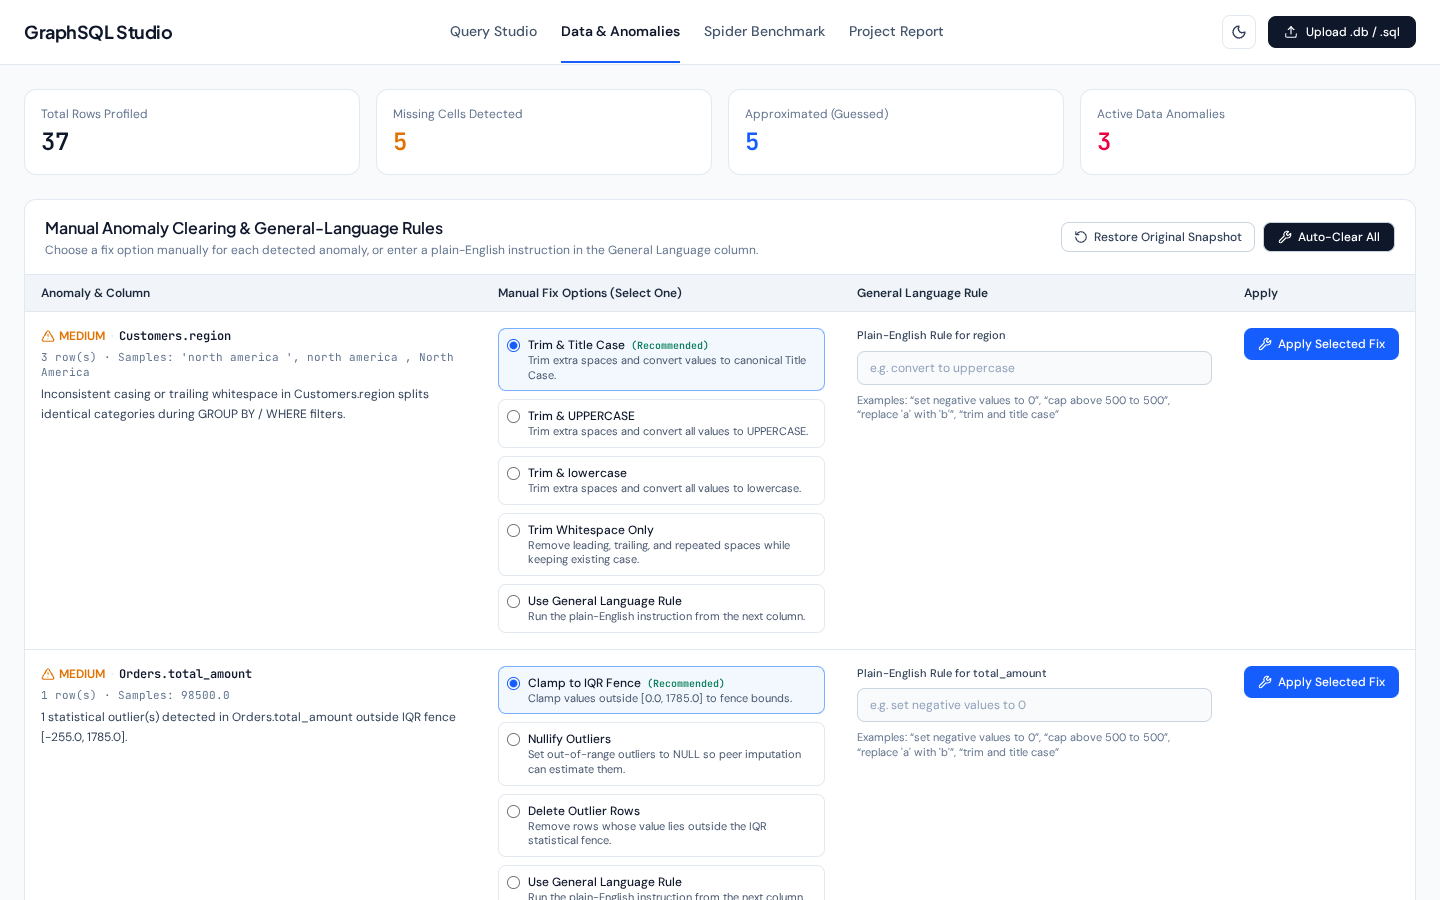 GraphSQL Studio
Query Studio
Data & Anomalies
Spider Benchmark
Project Report
Upload .db / .sql
Total Rows Profiled
37
Missing Cells Detected
5
Approximated (Guessed)
5
Active Data Anomalies
3
Manual Anomaly Clearing & General-Language Rules
Choose a fix option manually for each detected anomaly, or enter a plain-English instruction in the General Language column.
Restore Original Snapshot
Auto-Clear All
Anomaly & Column
Manual Fix Options (Select One)
General Language Rule
Apply
MEDIUM · Customers.region
3 row(s) · Samples: 'north america ', north america , North
America
Inconsistent casing or trailing whitespace in Customers.region splits
identical categories during GROUP BY / WHERE filters.
Trim & Title Case (Recommended)
Trim extra spaces and convert values to canonical Title
Case.
Trim & UPPERCASE
Trim extra spaces and convert all values to UPPERCASE.
Trim & lowercase
Trim extra spaces and convert all values to lowercase.
Trim Whitespace Only
Remove leading, trailing, and repeated spaces while
keeping existing case.
Use General Language Rule
Run the plain-English instruction from the next column.
Plain-English Rule for region
e.g. convert to uppercase
Examples: “set negative values to 0”, “cap above 500 to 500”,
“replace 'a' with 'b'”, “trim and title case”
Apply Selected Fix
MEDIUM · Orders.total_amount
1 row(s) · Samples: 98500.0
1 statistical outlier(s) detected in Orders.total_amount outside IQR fence
[-255.0, 1785.0].
Clamp to IQR Fence (Recommended)
Clamp values outside [0.0, 1785.0] to fence bounds.
Nullify Outliers
Set out-of-range outliers to NULL so peer imputation
can estimate them.
Delete Outlier Rows
Remove rows whose value lies outside the IQR
statistical fence.
Use General Language Rule
Run the plain-English instruction from the next column.
Plain-English Rule for total_amount
e.g. set negative values to 0
Examples: “set negative values to 0”, “cap above 500 to 500”,
“replace 'a' with 'b'”, “trim and title case”
Apply Selected Fix